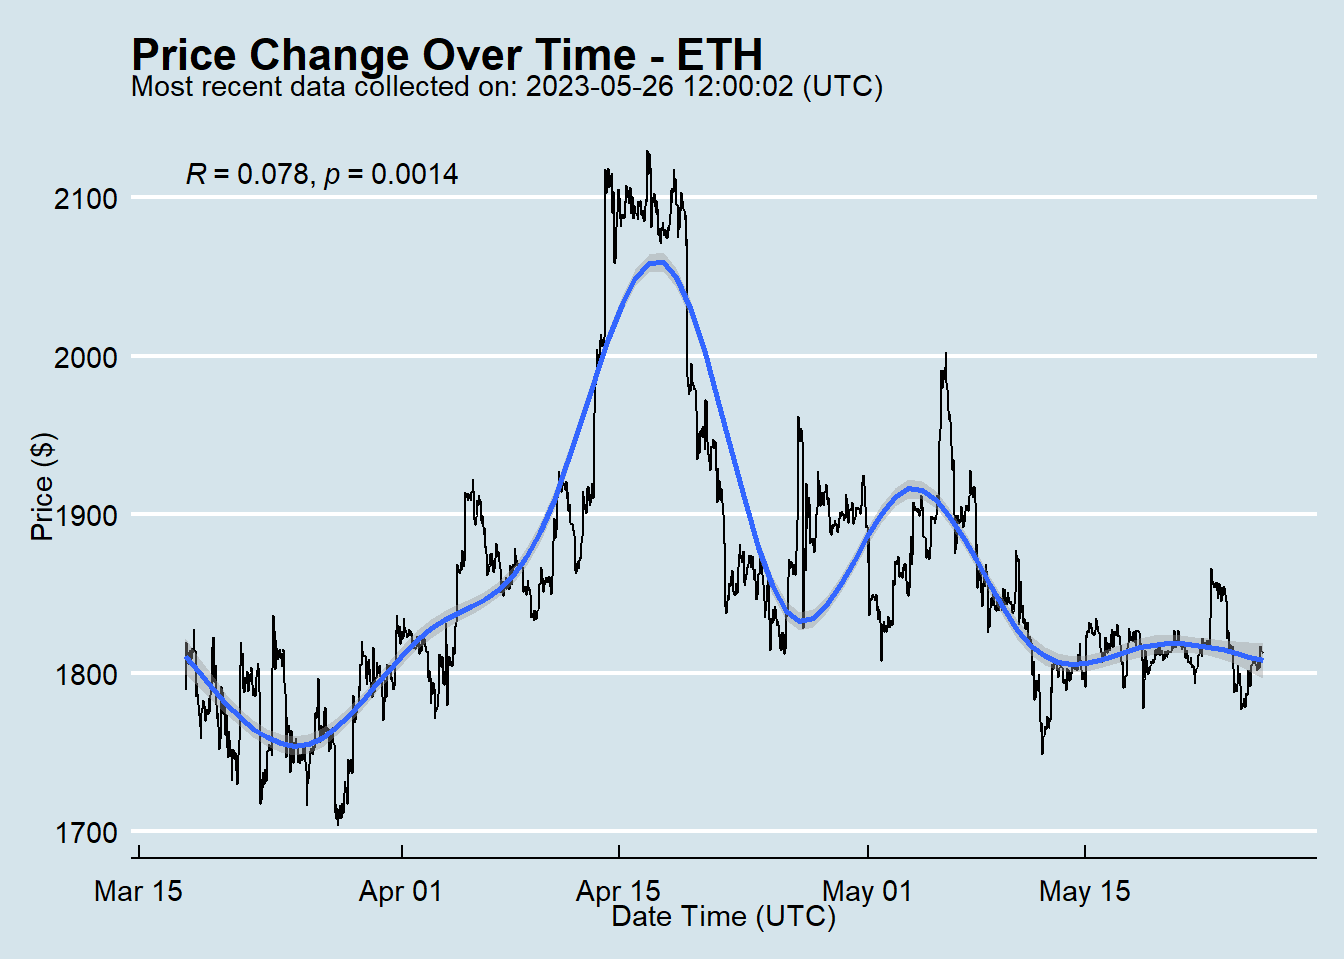 Price Change Over Time - ETH
Most recent data collected on: 2023-05-26 12:00:02 (UTC)
R = 0.078, p = 0.0014
2100
2000
1900
1800
1700
Price ($)
Mar 15
Apr 01
Apr 15
May 01
May 15
Date Time (UTC)